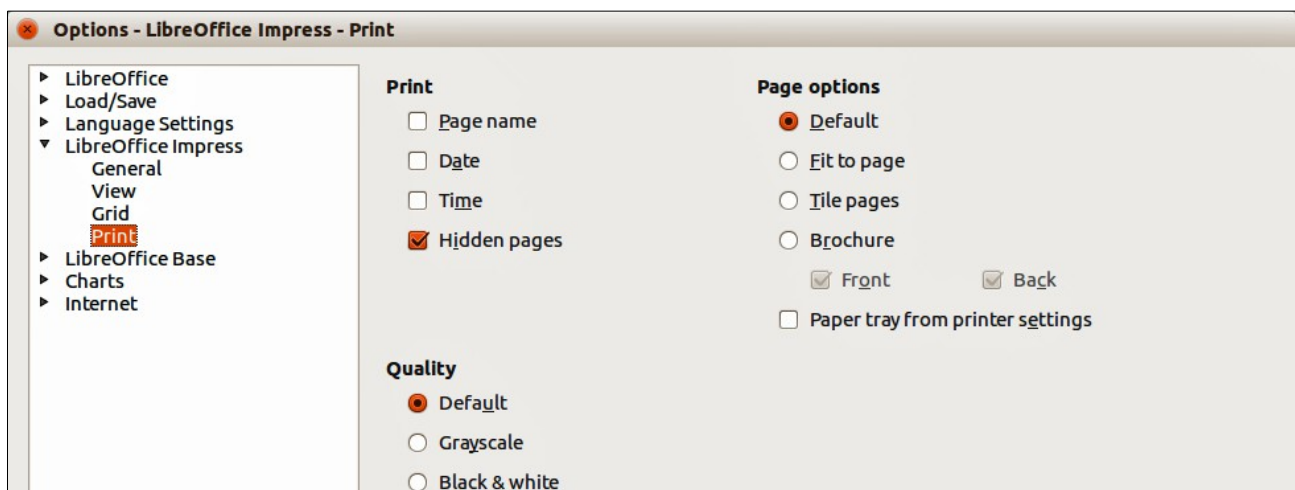 Options - LibreOffice Impress - Print
LibreOffice
Load/Save
Language Settings
LibreOffice Impress
General
View
Grid
Print
LibreOffice Base
Charts
Internet
Print
Page name
Date
Time
Hidden pages
Page options
Default
Fit to page
Tile pages
Brochure
Front Back
Paper tray from printer settings
Quality
Default
Grayscale
Black & white